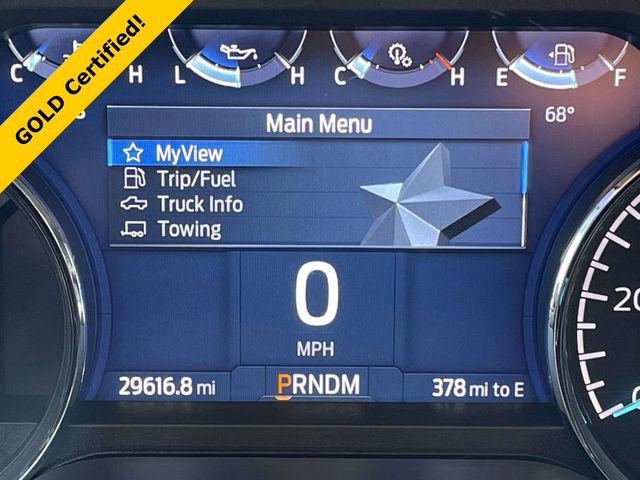 GOLD Certified!
C H L H C H E F
68°
Main Menu
MyView
Trip/Fuel
Truck Info
Towing
0
MPH
29616.8 mi PRNDM 378 mi to E